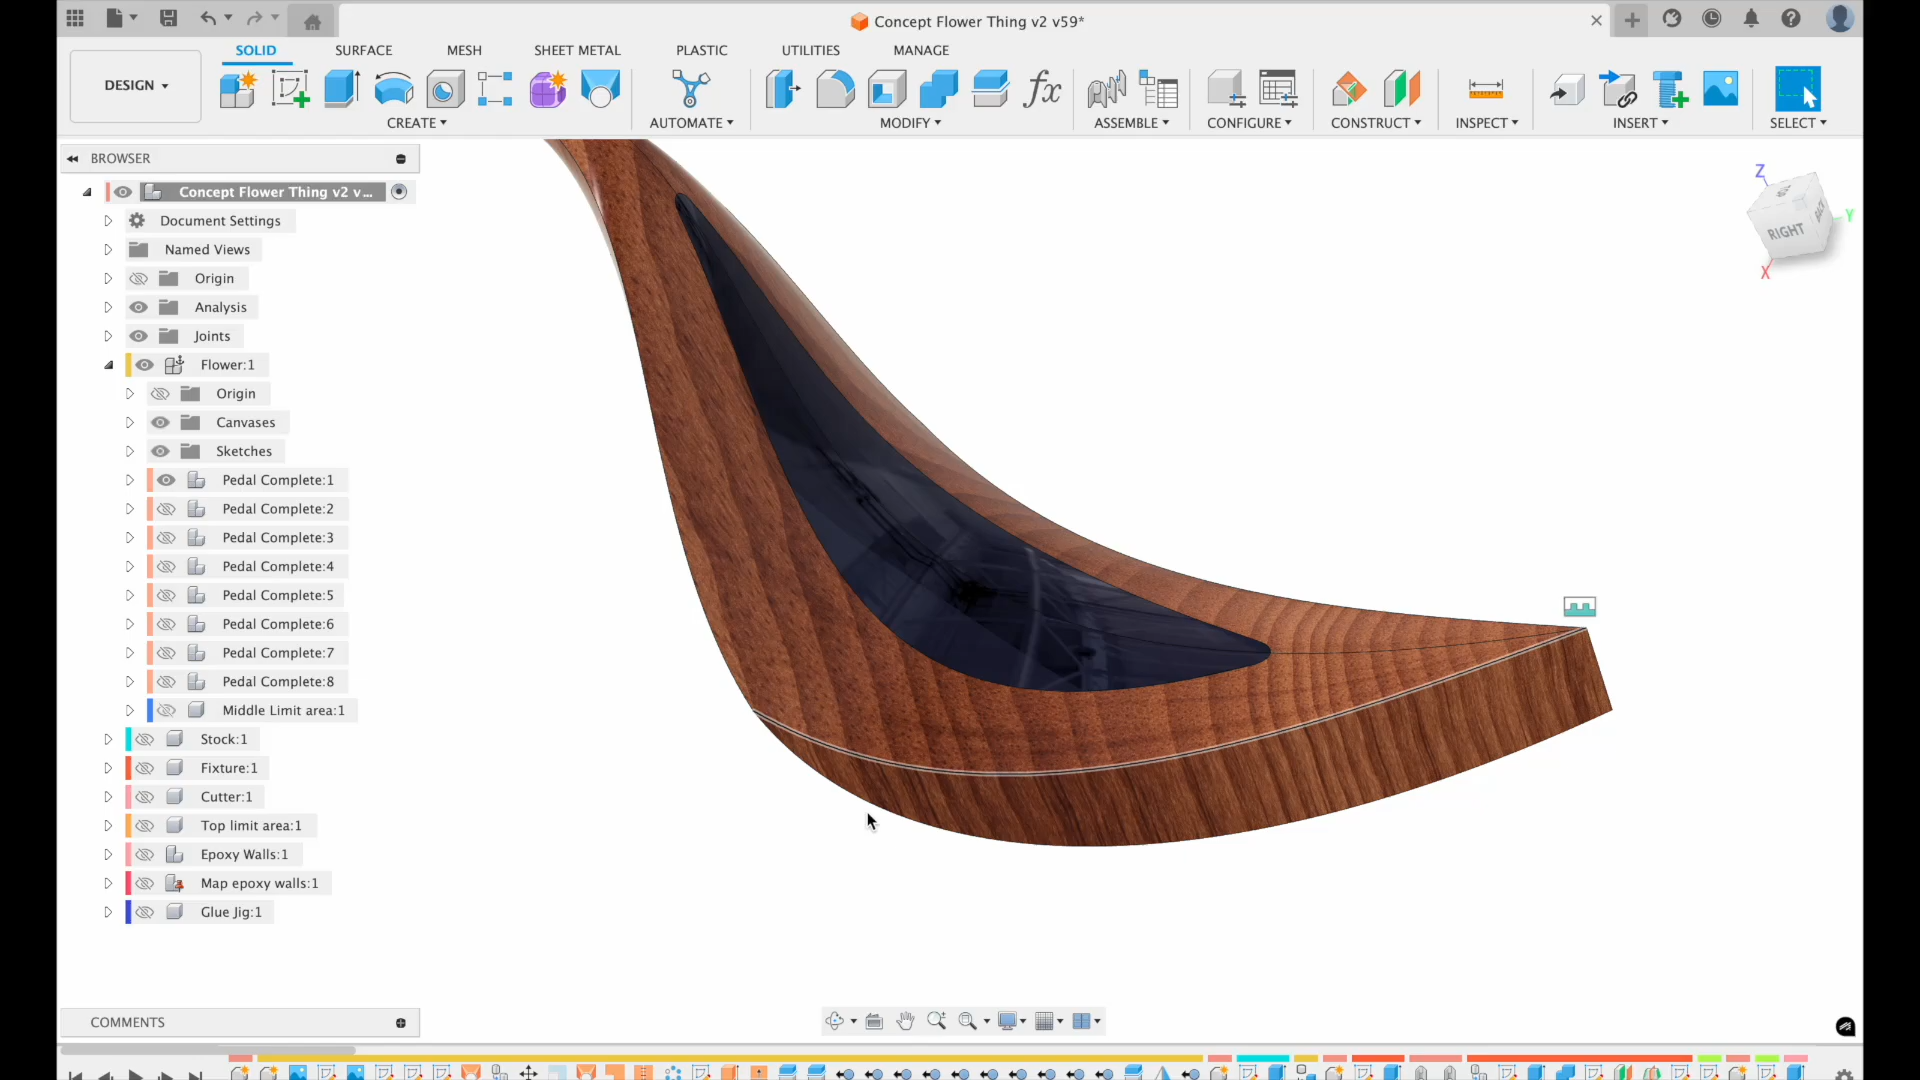 Concept Flower Thing v2 v59*
DESIGN
SOLID SURFACE MESH SHEET METAL PLASTIC UTILITIES MANAGE
fx
CREATE AUTOMATE MODIFY ASSEMBLE CONFIGURE CONSTRUCT INSPECT INSERT SELECT
BROWSER
Concept Flower Thing v2 v...
Document Settings
Named Views
Origin
Analysis
Joints
Flower:1
Origin
Canvases
Sketches
Pedal Complete:1
Pedal Complete:2
Pedal Complete:3
Pedal Complete:4
Pedal Complete:5
Pedal Complete:6
Pedal Complete:7
Pedal Complete:8
Middle Limit area:1
Stock:1
Fixture:1
Cutter:1
Top limit area:1
Epoxy Walls:1
Map epoxy walls:1
Glue Jig:1
Z
Y
RIGHT
BACK
X
COMMENTS